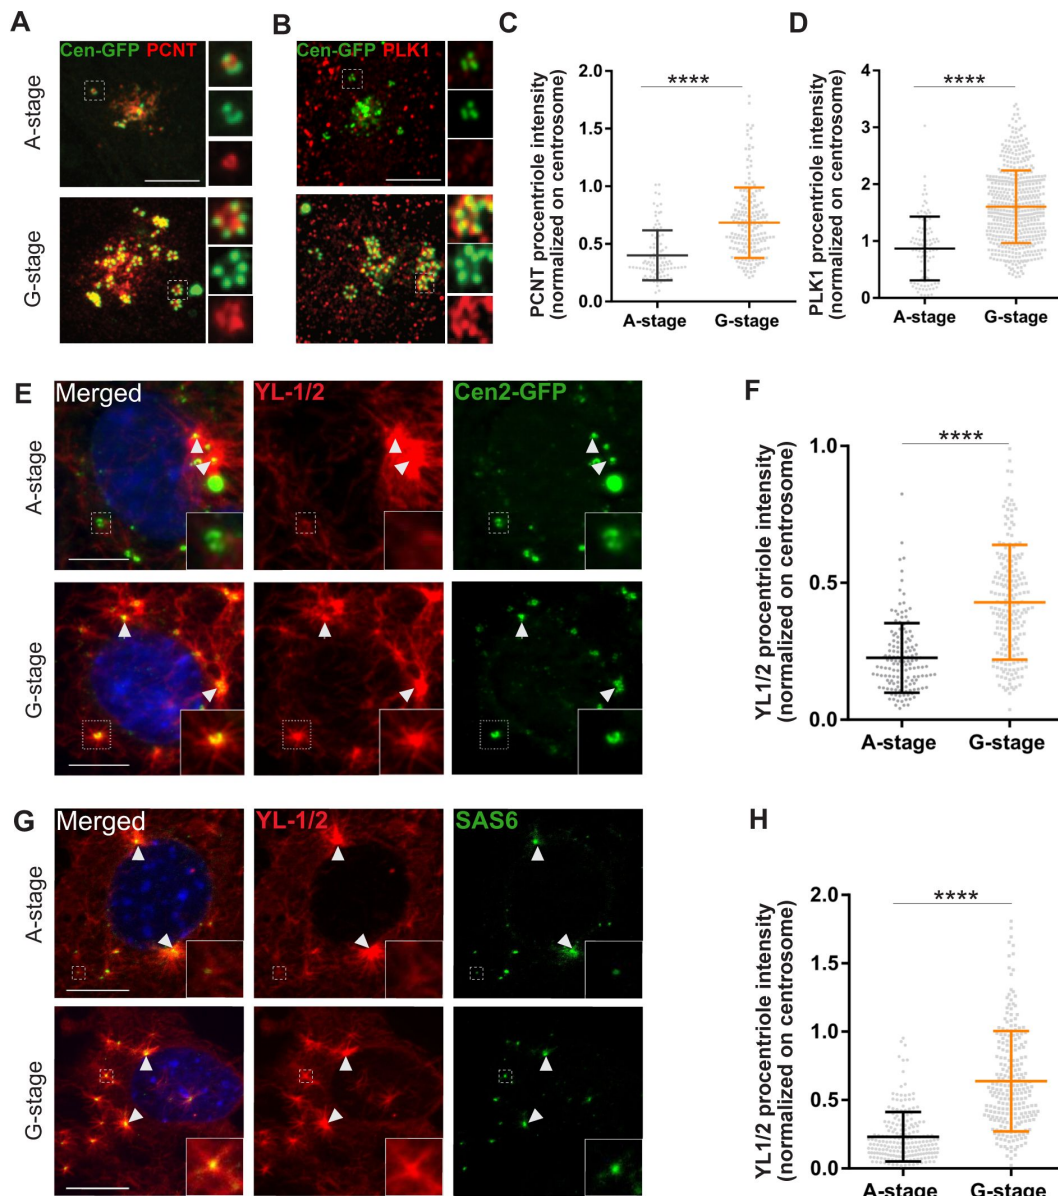 A
Cen-GFP PCNT
A-stage
G-stage
B
Cen-GFP PLK1
C
****
PCNT procentriole intensity
(normalized on centrosome)
2.0
1.5
1.0
0.5
0.0
A-stage G-stage
D
****
PLK1 procentriole intensity
(normalized on centrosome)
4
3
2
1
0
A-stage G-stage
E
Merged YL-1/2 Cen2-GFP
A-stage
G-stage
F
****
YL1/2 procentriole intensity
(normalized on centrosome)
1.0
0.5
0.0
A-stage G-stage
G
Merged YL-1/2 SAS6
A-stage
G-stage
H
****
YL1/2 procentriole intensity
(normalized on centrosome)
2.0
1.5
1.0
0.5
0.0
A-stage G-stage